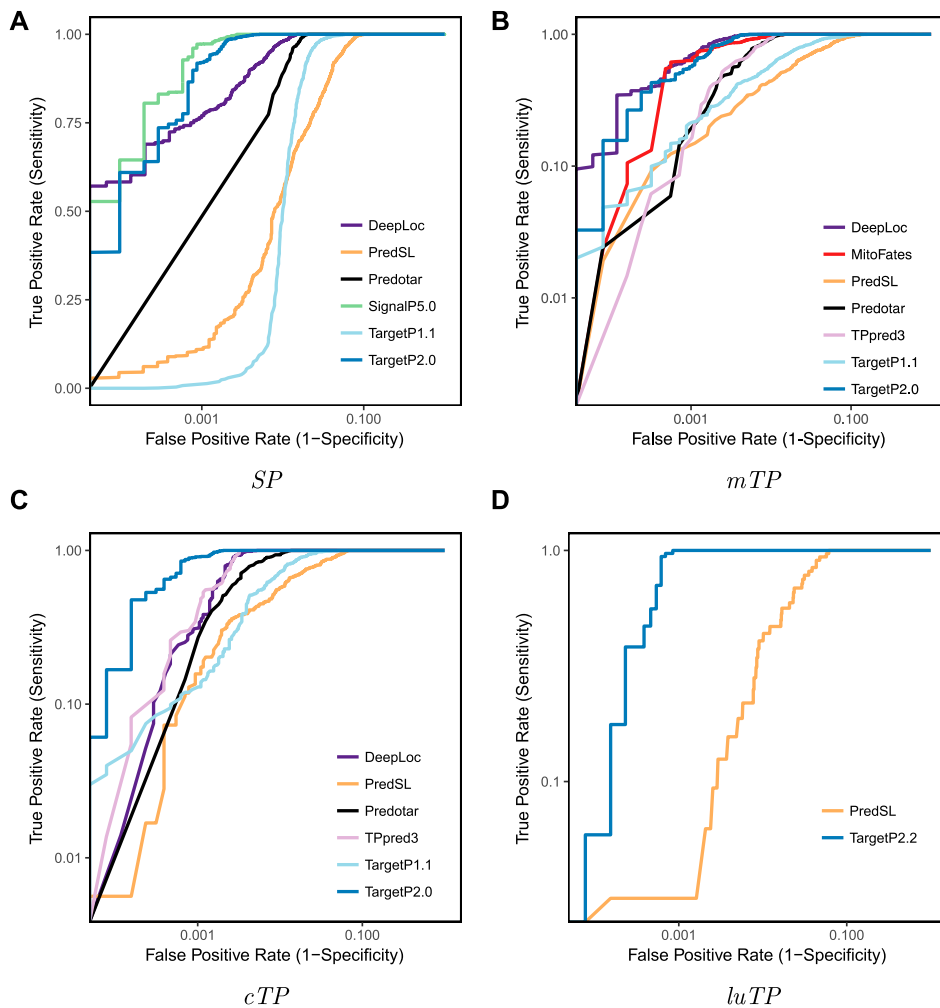 A
True Positive Rate (Sensitivity)
1.00
0.75
0.50
0.25
0.00
DeepLoc
PredSL
Predotar
SignalP5.0
TargetP1.1
TargetP2.0
0.001
0.100
False Positive Rate (1−Specificity)
SP
B
True Positive Rate (Sensitivity)
1.00
0.10
0.01
DeepLoc
MitoFates
PredSL
Predotar
TPpred3
TargetP1.1
TargetP2.0
0.001
0.100
False Positive Rate (1-Specificity)
mTP
C
True Positive Rate (Sensitivity)
1.00
0.10
0.01
DeepLoc
PredSL
Predotar
TPpred3
TargetP1.1
TargetP2.0
0.001
0.100
False Positive Rate (1−Specificity)
cTP
D
True Positive Rate (Sensitivity)
1.0
0.1
PredSL
TargetP2.2
0.001
0.100
False Positive Rate (1−Specificity)
luTP